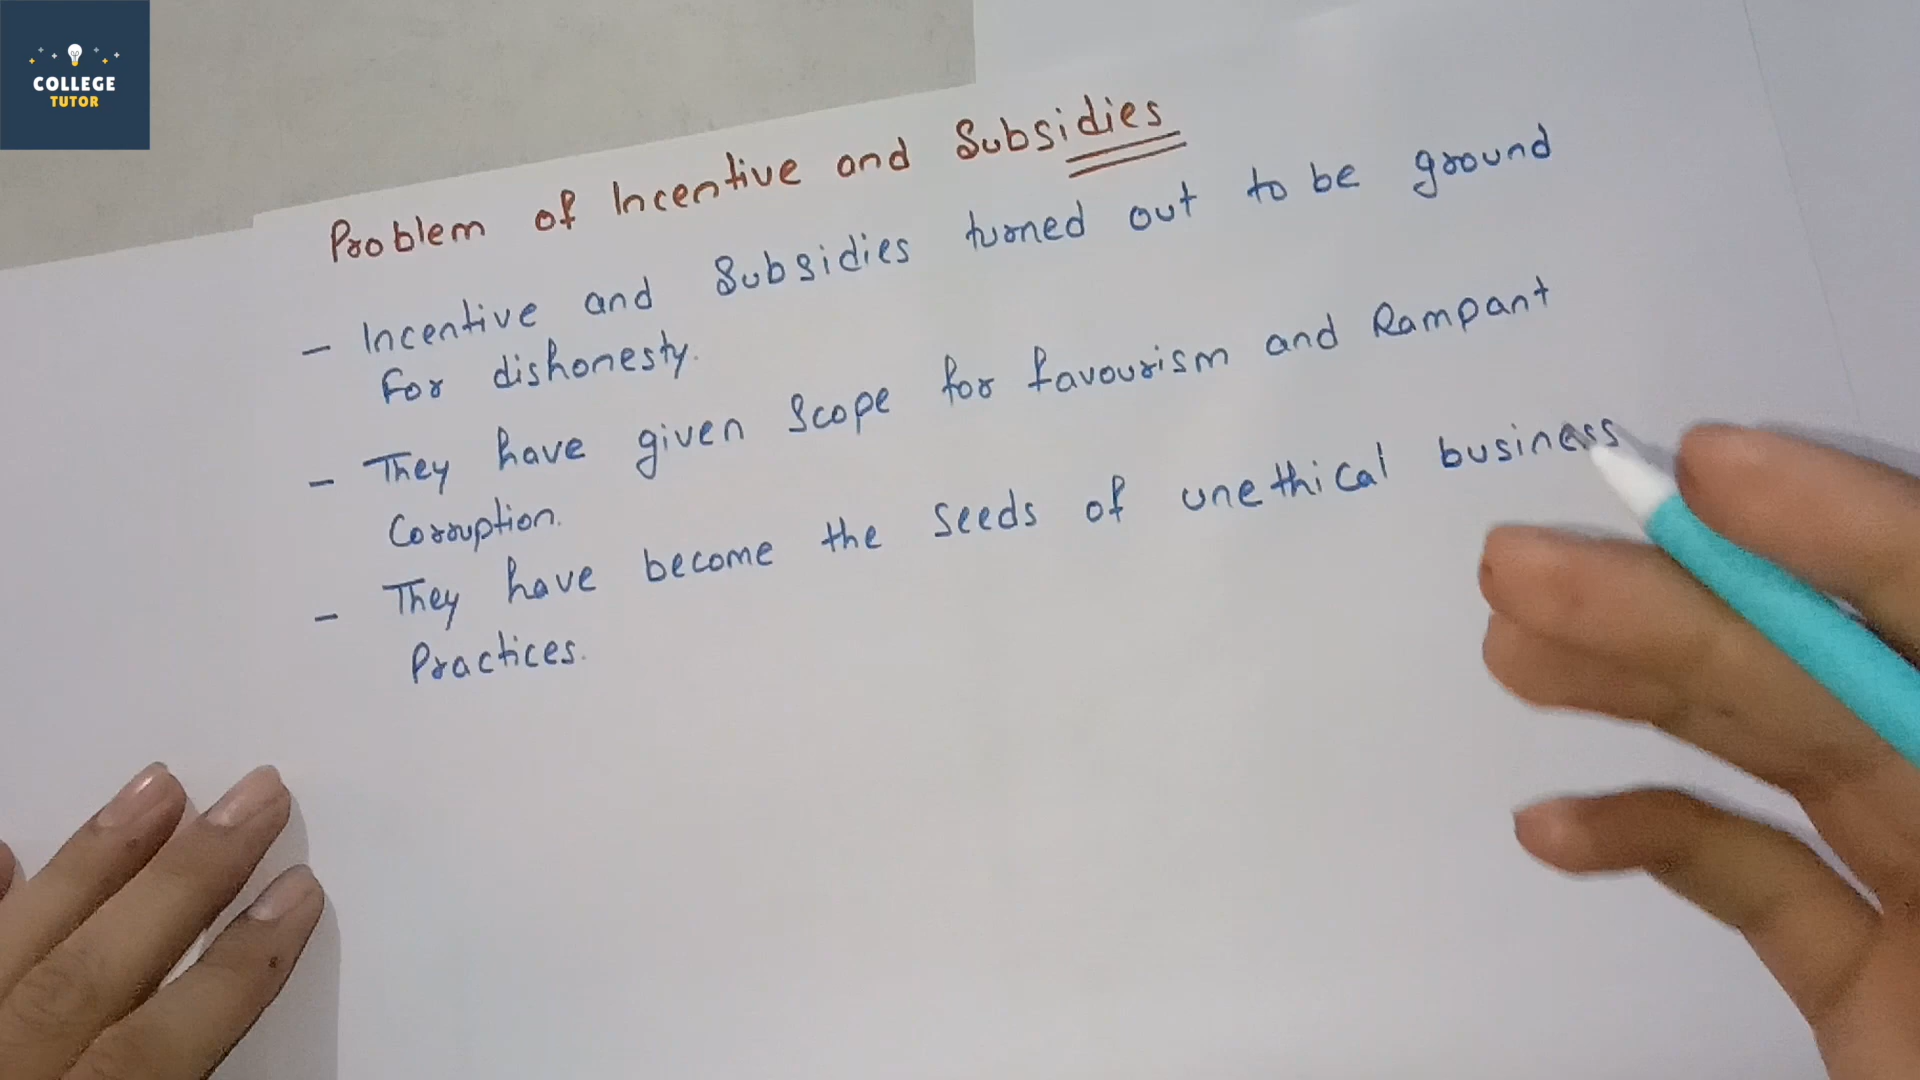 COLLEGE
TUTOR
Problem of Incentive and Subsidies
- Incentive and Subsidies turned out to be ground
For dishonesty.
- They have given Scope for favourism and Rampant
Corruption.
- They have become the Seeds of unethical business
Practices.